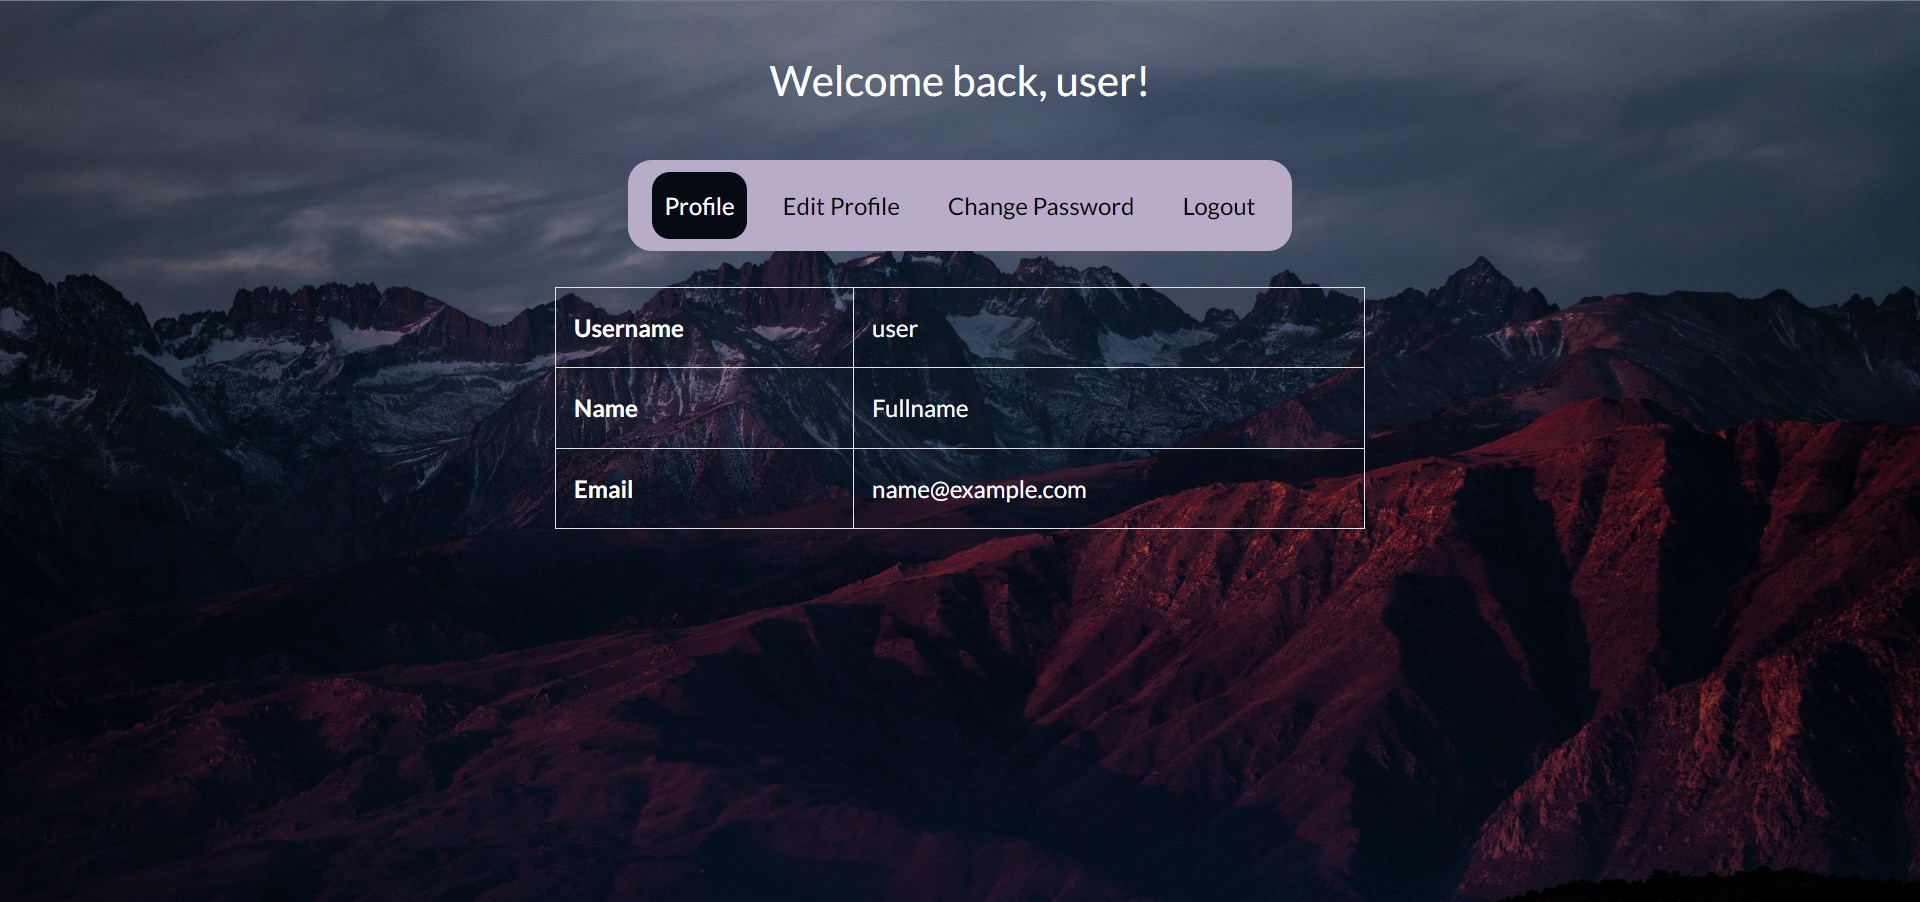 Welcome back, user!
Profile Edit Profile Change Password Logout
Username user
Name Fullname
Email name@example.com